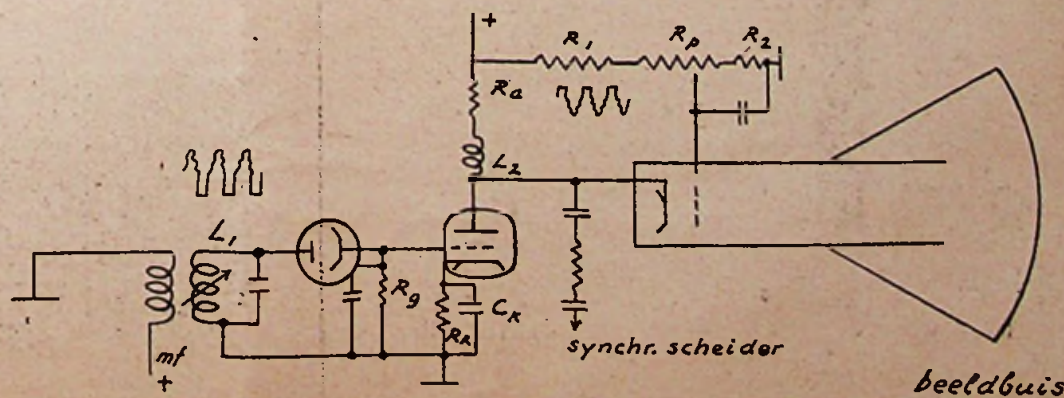 +
R1
Rp
R2
Ra
L2
L1
Rg
Rk
Ck
mf
+
synchr. scheider
beeldbuis